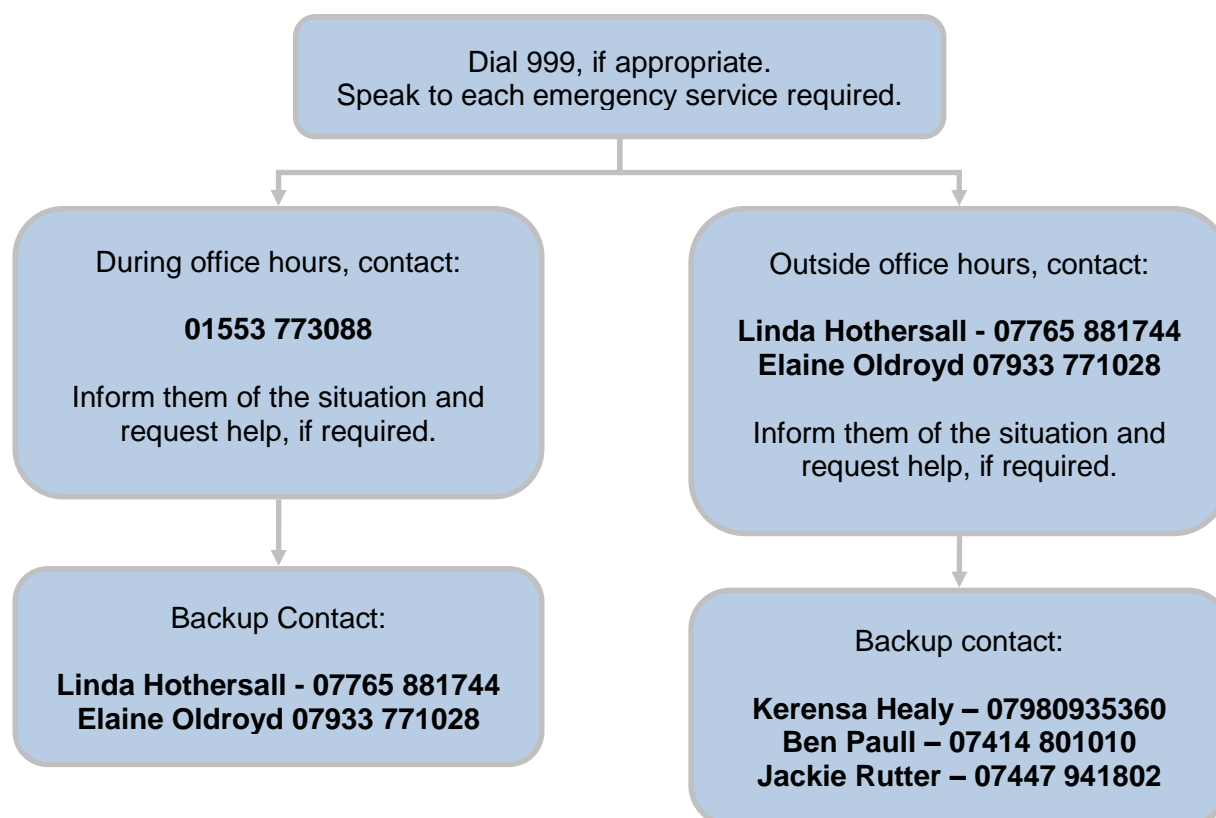 Dial 999, if appropriate.
Speak to each emergency service required.
During office hours, contact:
01553 773088
Inform them of the situation and
request help, if required.
Backup Contact:
Linda Hothersall - 07765 881744
Elaine Oldroyd 07933 771028
Outside office hours, contact:
Linda Hothersall - 07765 881744
Elaine Oldroyd 07933 771028
Inform them of the situation and
request help, if required.
Backup contact:
Kerensa Healy – 07980935360
Ben Paull – 07414 801010
Jackie Rutter – 07447 941802